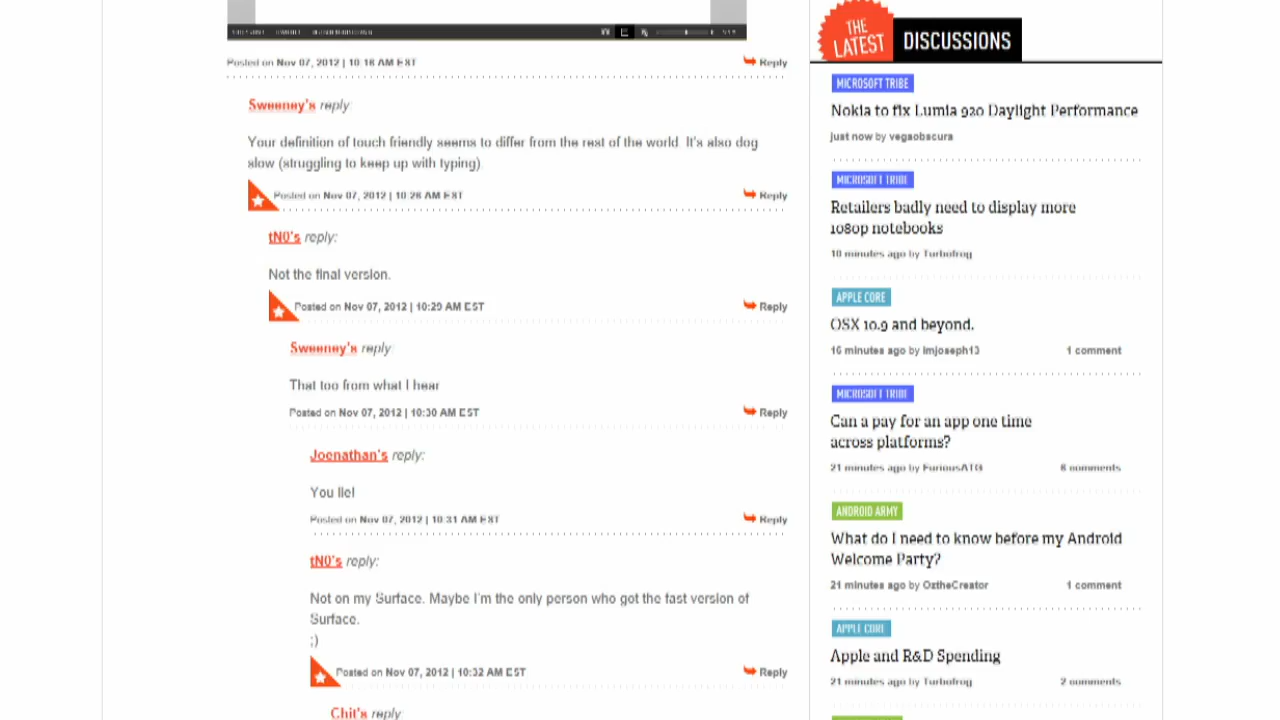 Posted on Nov 07, 2012 | 10:16 AM EST
Reply
Sweeney's reply:
Your definition of touch friendly seems to differ from the rest of the world. It's also dog
slow (struggling to keep up with typing).
Posted on Nov 07, 2012 | 10:26 AM EST
Reply
tN0's reply:
Not the final version.
Posted on Nov 07, 2012 | 10:29 AM EST
Reply
Sweeney's reply:
That too from what I hear
Posted on Nov 07, 2012 | 10:30 AM EST
Reply
Joenathan's reply:
You lie!
Posted on Nov 07, 2012 | 10:31 AM EST
Reply
tN0's reply:
Not on my Surface. Maybe I'm the only person who got the fast version of
Surface.
;)
Posted on Nov 07, 2012 | 10:32 AM EST
Reply
Chit's reply:
THE
LATEST
DISCUSSIONS
MICROSOFT TRIBE
Nokia to fix Lumia 920 Daylight Performance
just now by vegaobscura
MICROSOFT TRIBE
Retailers badly need to display more
1080p notebooks
10 minutes ago by Turbofrog
APPLE CORE
OSX 10.9 and beyond.
16 minutes ago by imjoseph13
1 comment
MICROSOFT TRIBE
Can a pay for an app one time
across platforms?
21 minutes ago by FuriousATG
6 comments
ANDROID ARMY
What do I need to know before my Android
Welcome Party?
21 minutes ago by OztheCreator
1 comment
APPLE CORE
Apple and R&D Spending
21 minutes ago by Turbofrog
2 comments